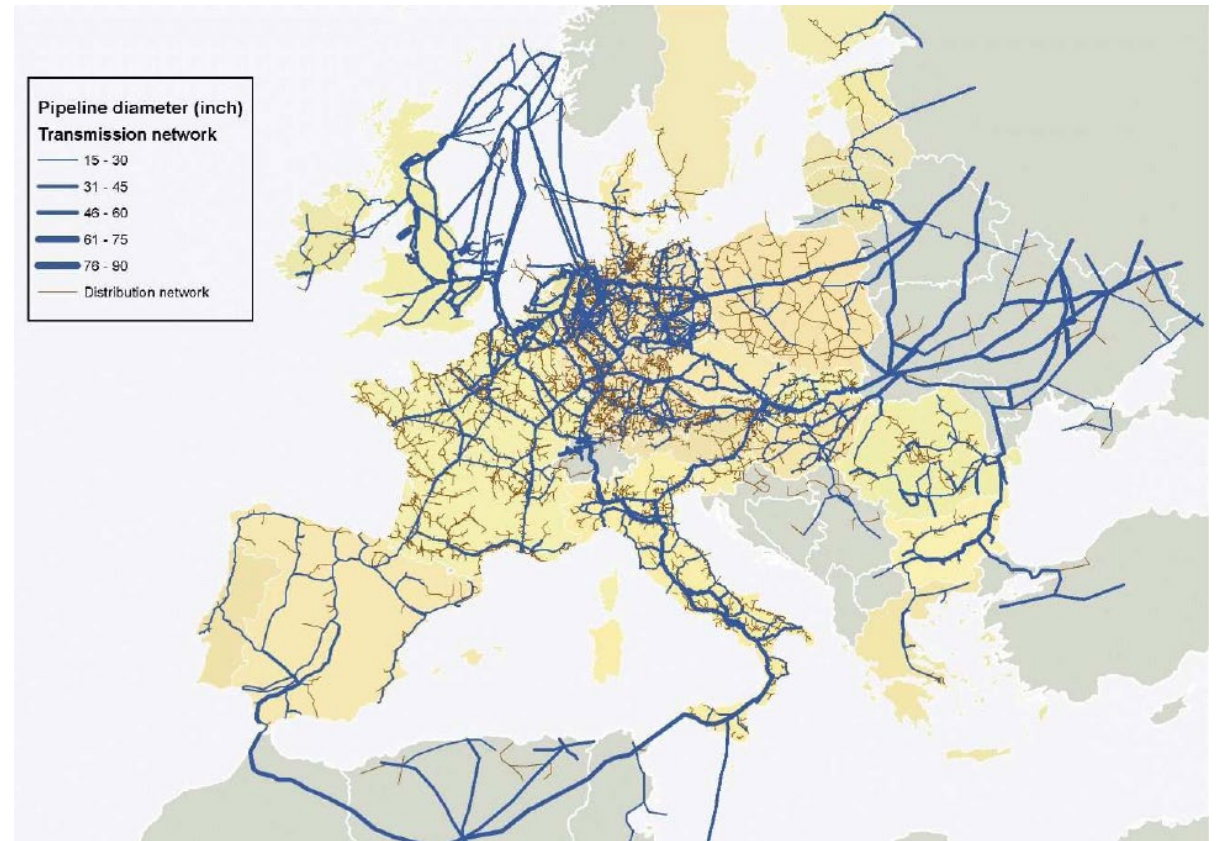 Pipeline diameter (inch)
Transmission network
15 - 30
31 - 45
46 - 60
61 - 75
76 - 90
Distribution network